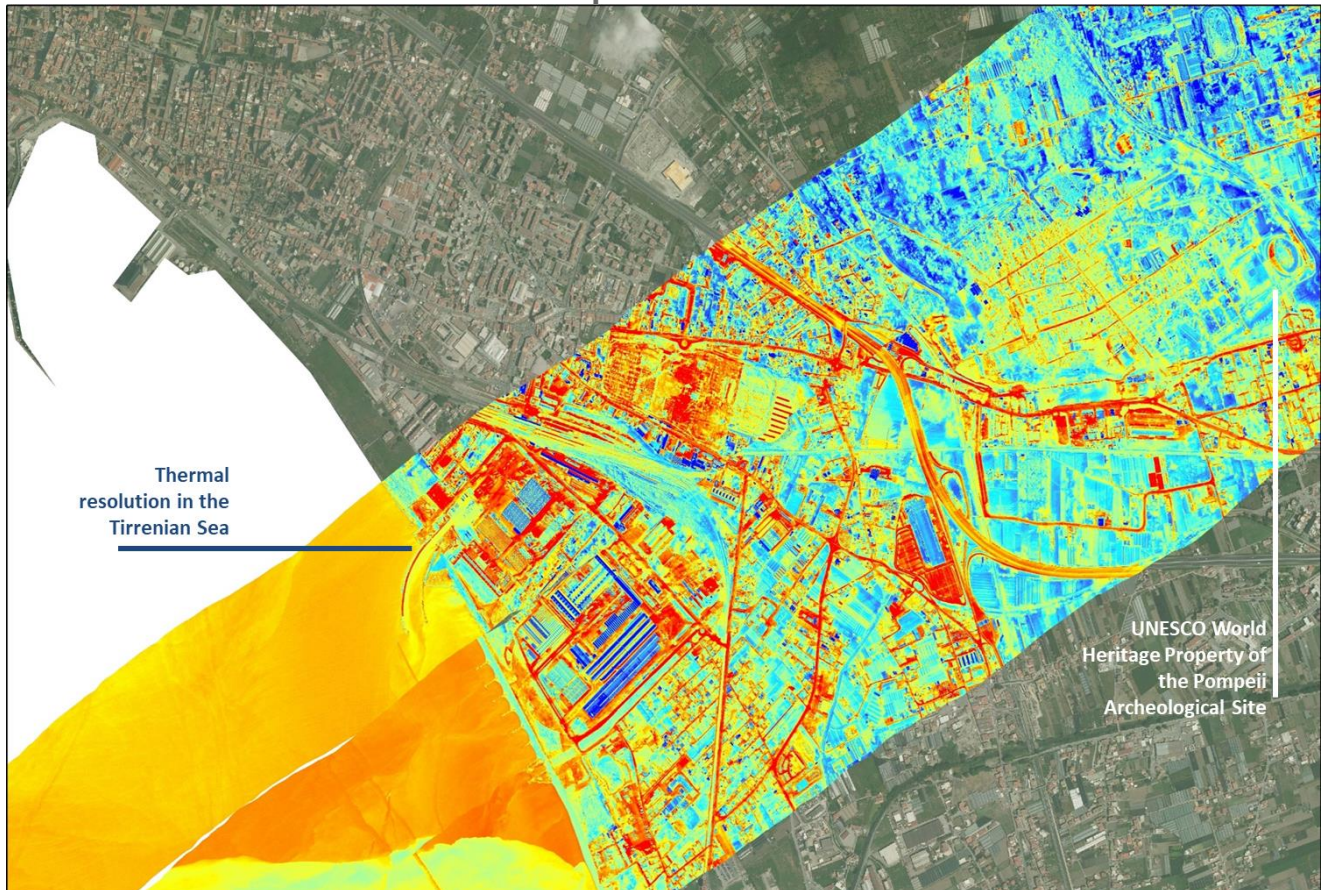 Thermal
resolution in the
Tirrenian Sea
UNESCO World
Heritage Property of
the Pompeii
Archeological Site